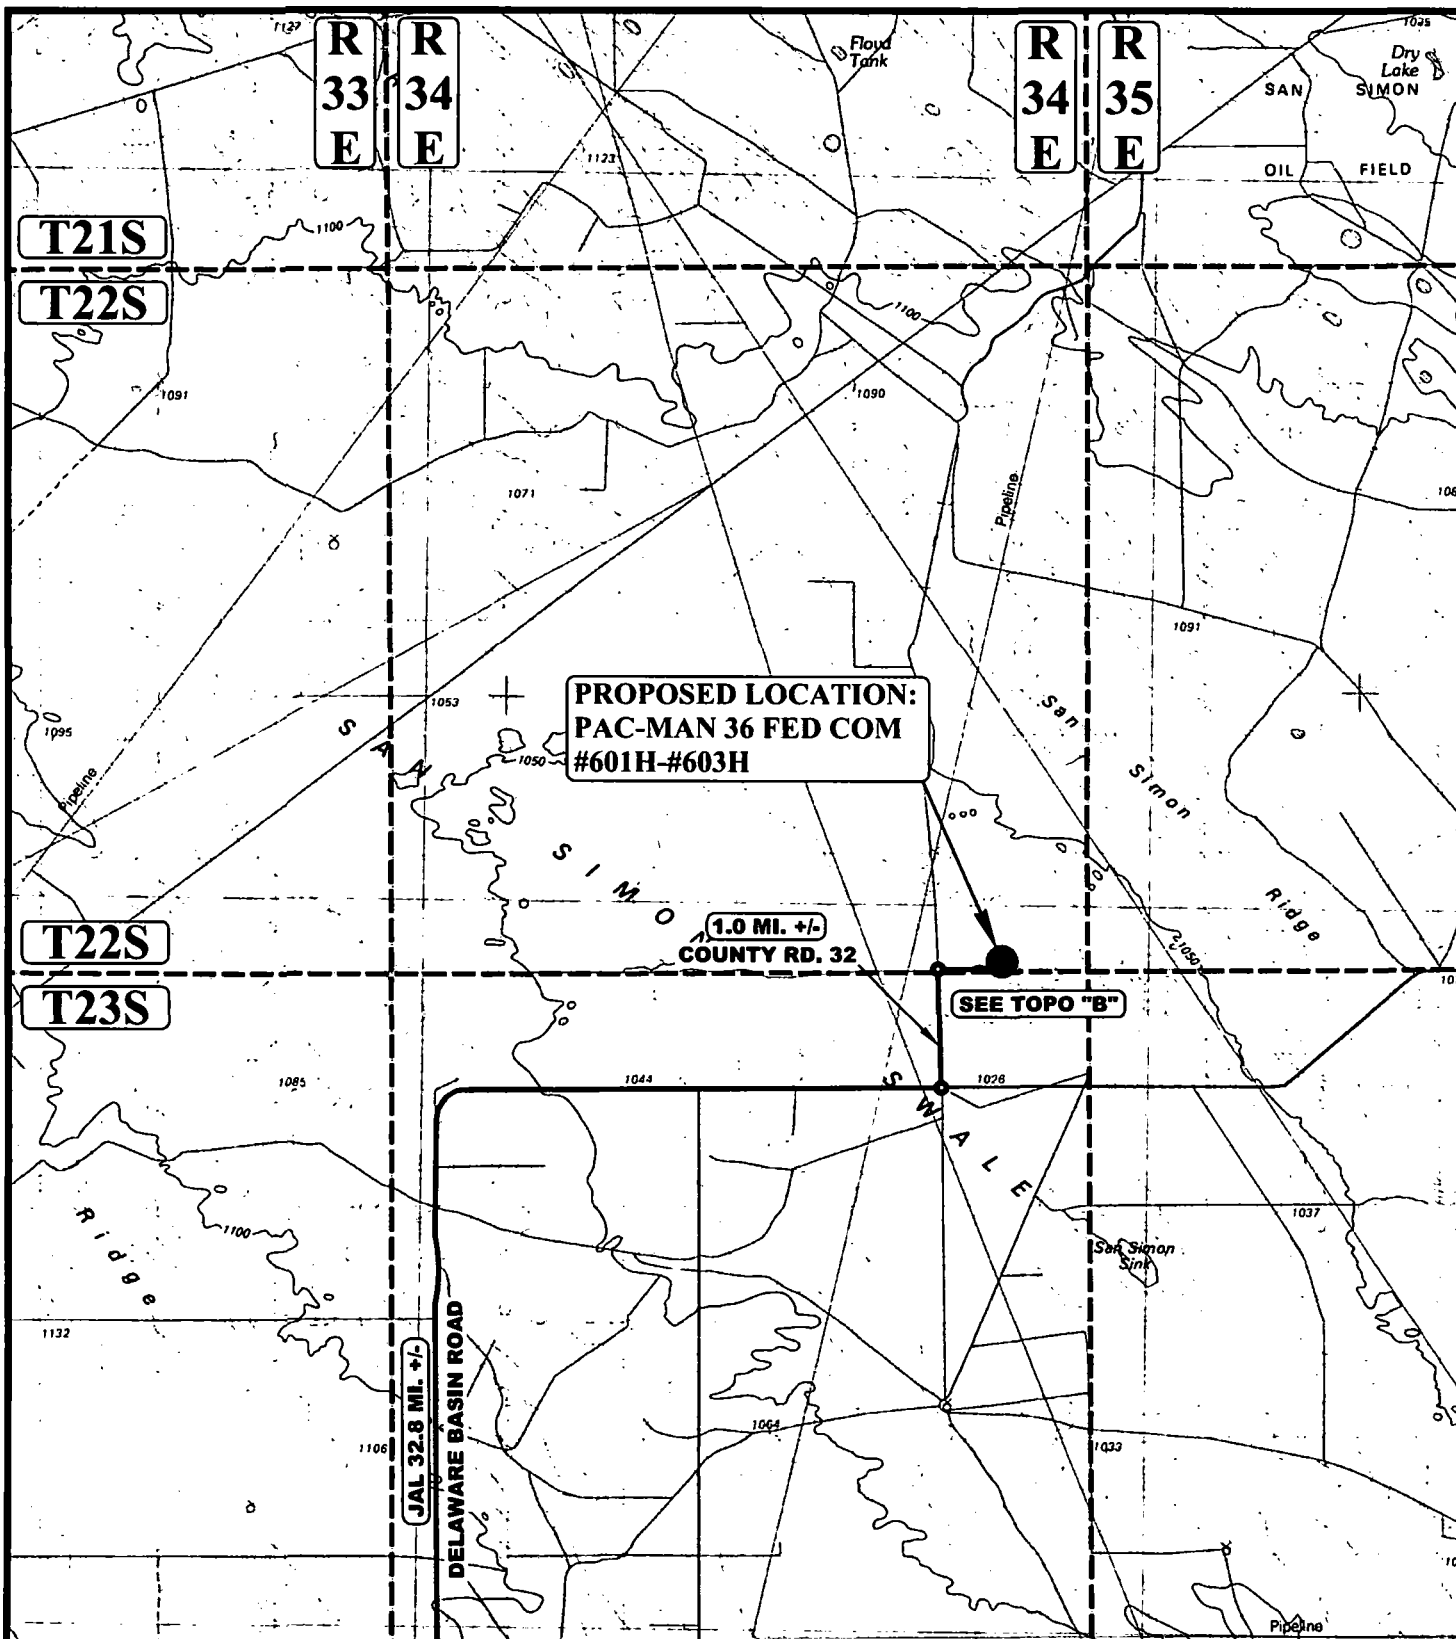 1127
R
33
E
R
34
E
Floyd
Tank
R
34
E
R
35
E
1025
Dry
Lake
SAN SIMON
OIL FIELD
1123
T21S
1100
T22S
1100
1091
1090
1071
Pipeline
1091
PROPOSED LOCATION:
PAC-MAN 36 FED COM
#601H-#603H
1053
1095
1050
Pipeline
San
Simon
Ridge
SAN
SIMON
SWALE
T22S
1.0 MI. +/-
COUNTY RD. 32
1050
T23S
SEE TOPO "B"
1085
1044
1026
Ridge
1100
1037
San Simon
Sink
1132
JAL 32.8 MI. +/-
DELAWARE BASIN ROAD
1106
1064
1033
Pipeline